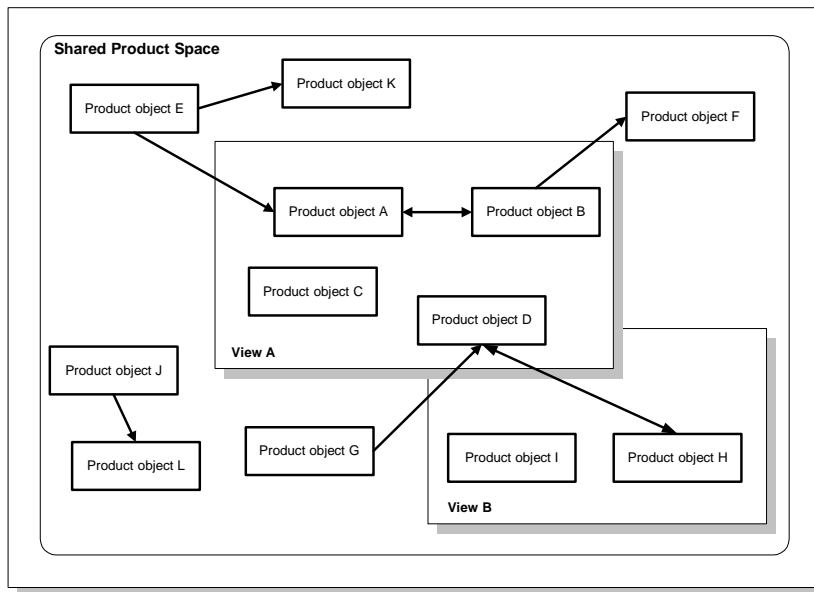 Shared Product Space
Product object K
Product object E
Product object F
Product object A
Product object B
Product object C
Product object D
View A
Product object J
Product object G
Product object I
Product object H
Product object L
View B